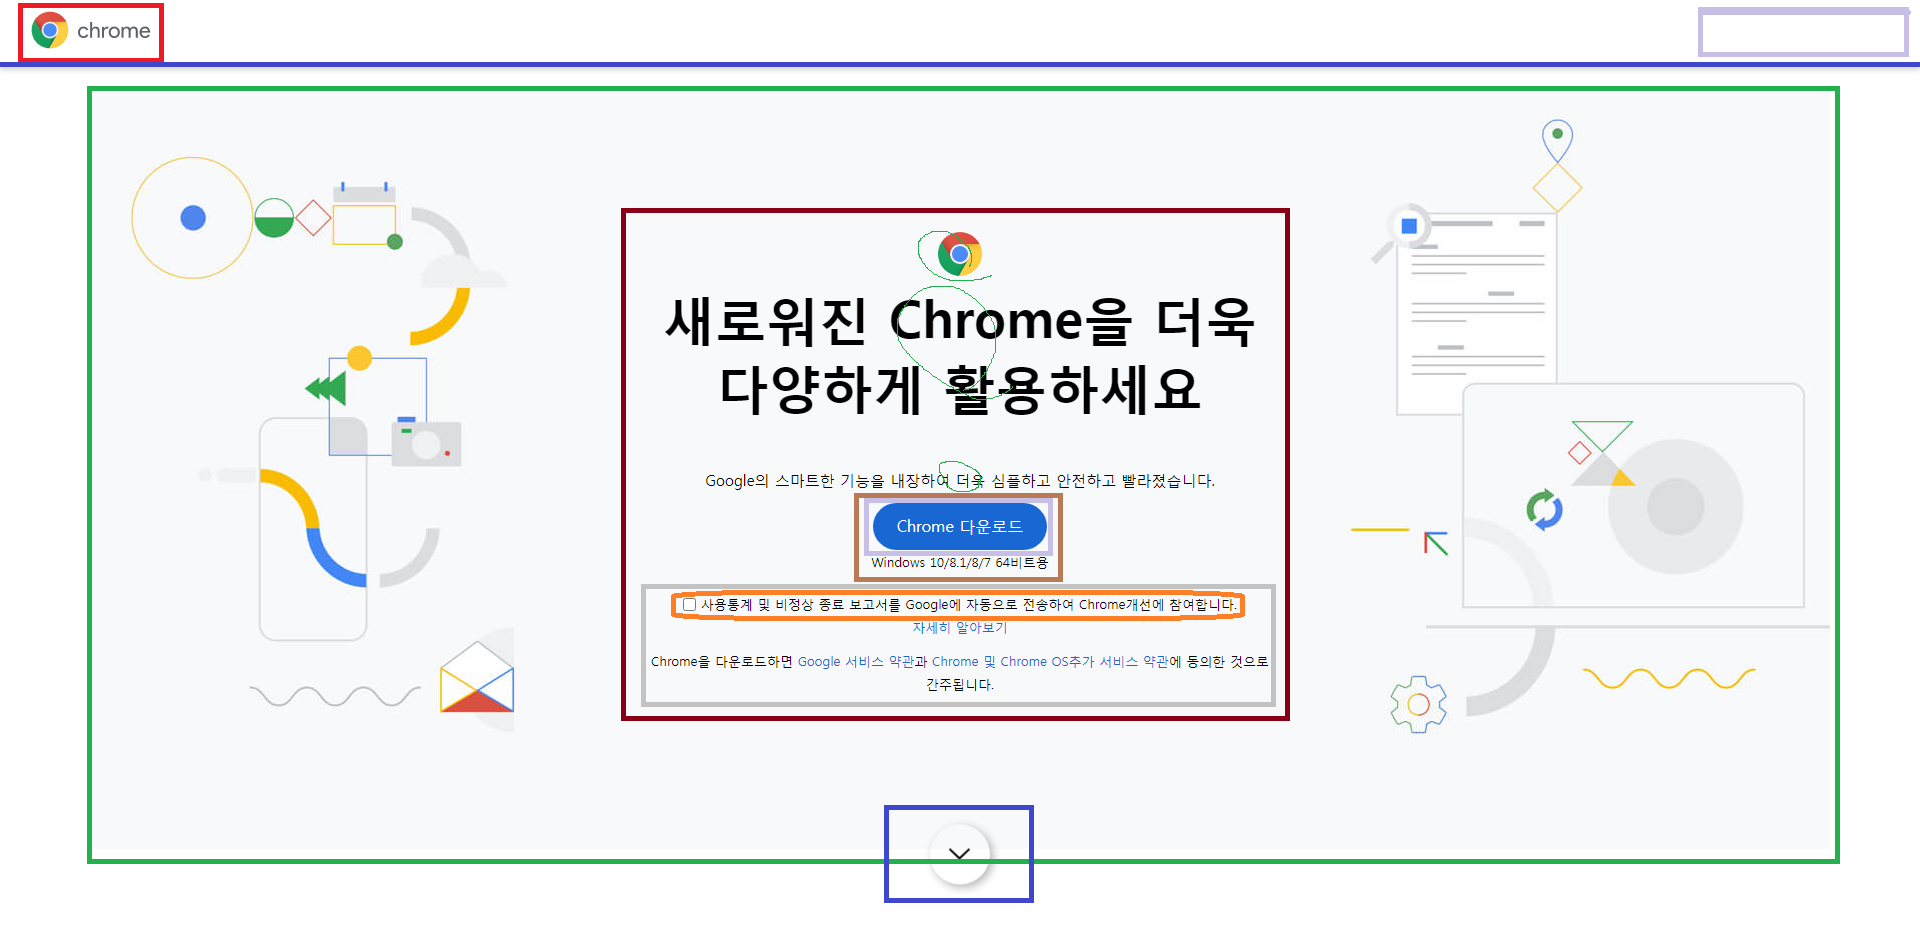 chrome
새로워진 Chrome을 더욱
다양하게 활용하세요
Google의 스마트한 기능을 내장하여 더욱 심플하고 안전하고 빨라졌습니다.
Chrome 다운로드
Windows 10/8.1/8/7 64비트용
사용통계 및 비정상 종료 보고서를 Google에 자동으로 전송하여 Chrome개선에 참여합니다.
자세히 알아보기
Chrome을 다운로드하면 Google 서비스 약관과 Chrome 및 Chrome OS추가 서비스 약관에 동의한 것으로
간주됩니다.